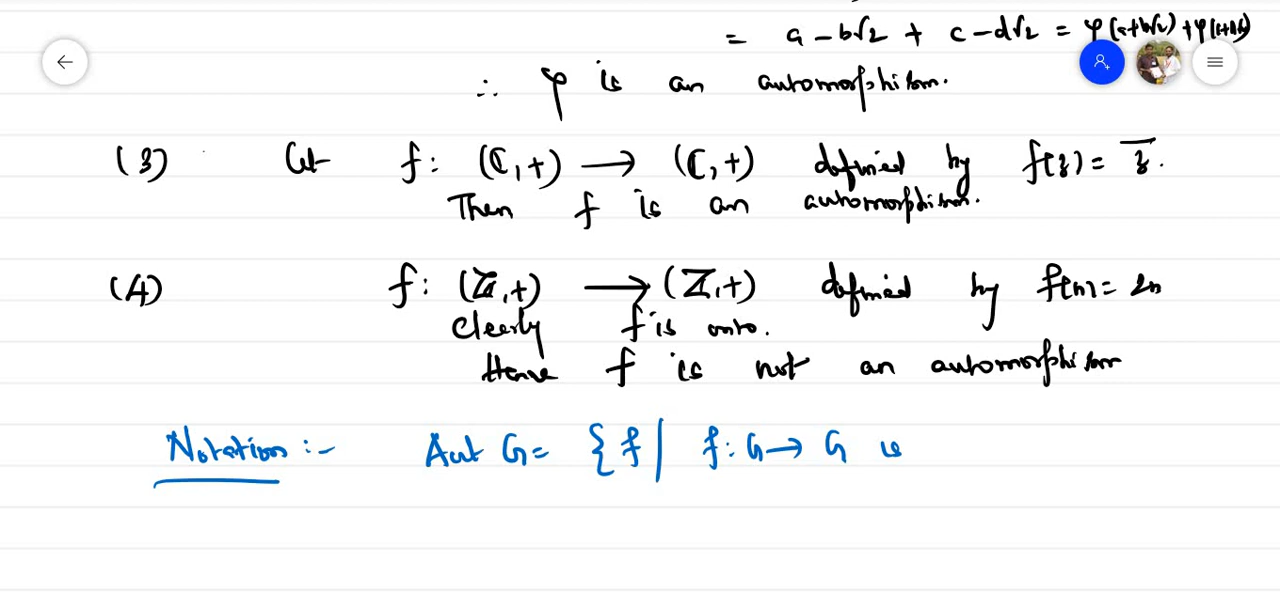 = a - b√2 + c - d√2 = φ(a+b√2) + φ(c+d√2)
∴ φ is an automorphism.
(3) Let f: (ℂ,+) → (ℂ,+) defined by f(z) = z̅.
Then f is an automorphism.
(4) f: (ℤ,+) → (ℤ,+) defined by f(n) = 2n
Clearly f is onto.
Hence f is not an automorphism
Notation :- Aut G = {f | f: G → G is